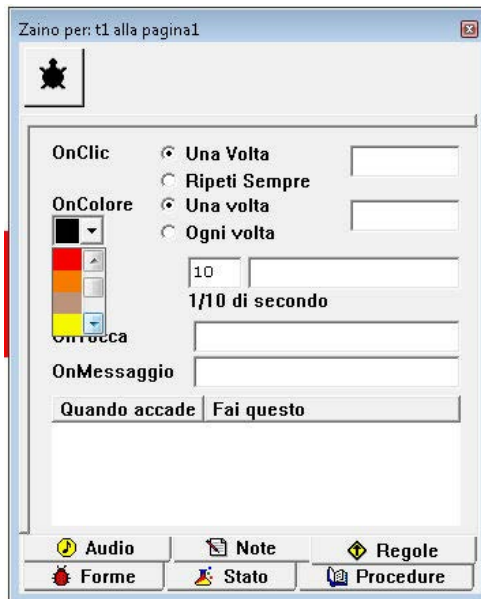 Zaino per: t1 alla pagina1
OnClic Una Volta
Ripeti Sempre
OnColore Una volta
Ogni volta
10
1/10 di secondo
OnTocca
OnMessaggio
Quando accade Fai questo
Audio Note Regole
Forme Stato Procedure